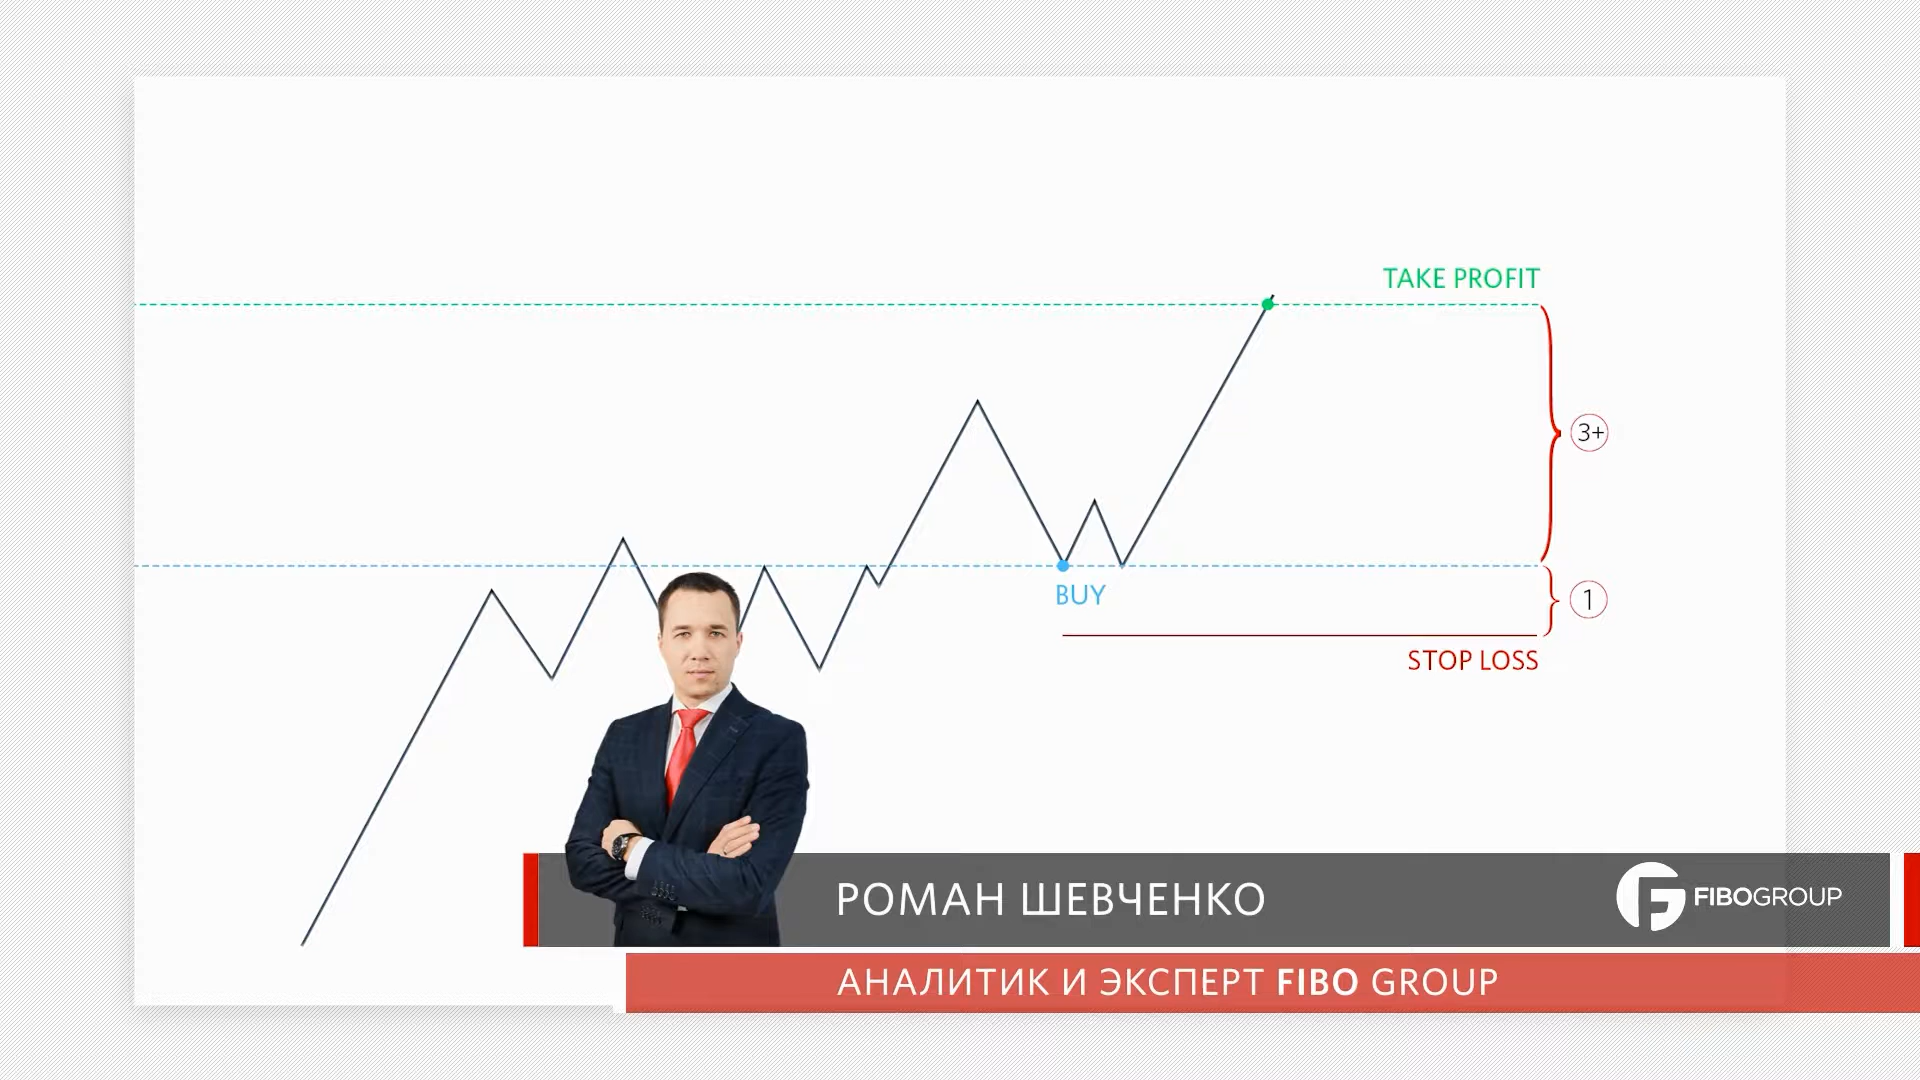 TAKE PROFIT
3+
BUY
1
STOP LOSS
РОМАН ШЕВЧЕНКО
FIBOGROUP
АНАЛИТИК И ЭКСПЕРТ FIBO GROUP